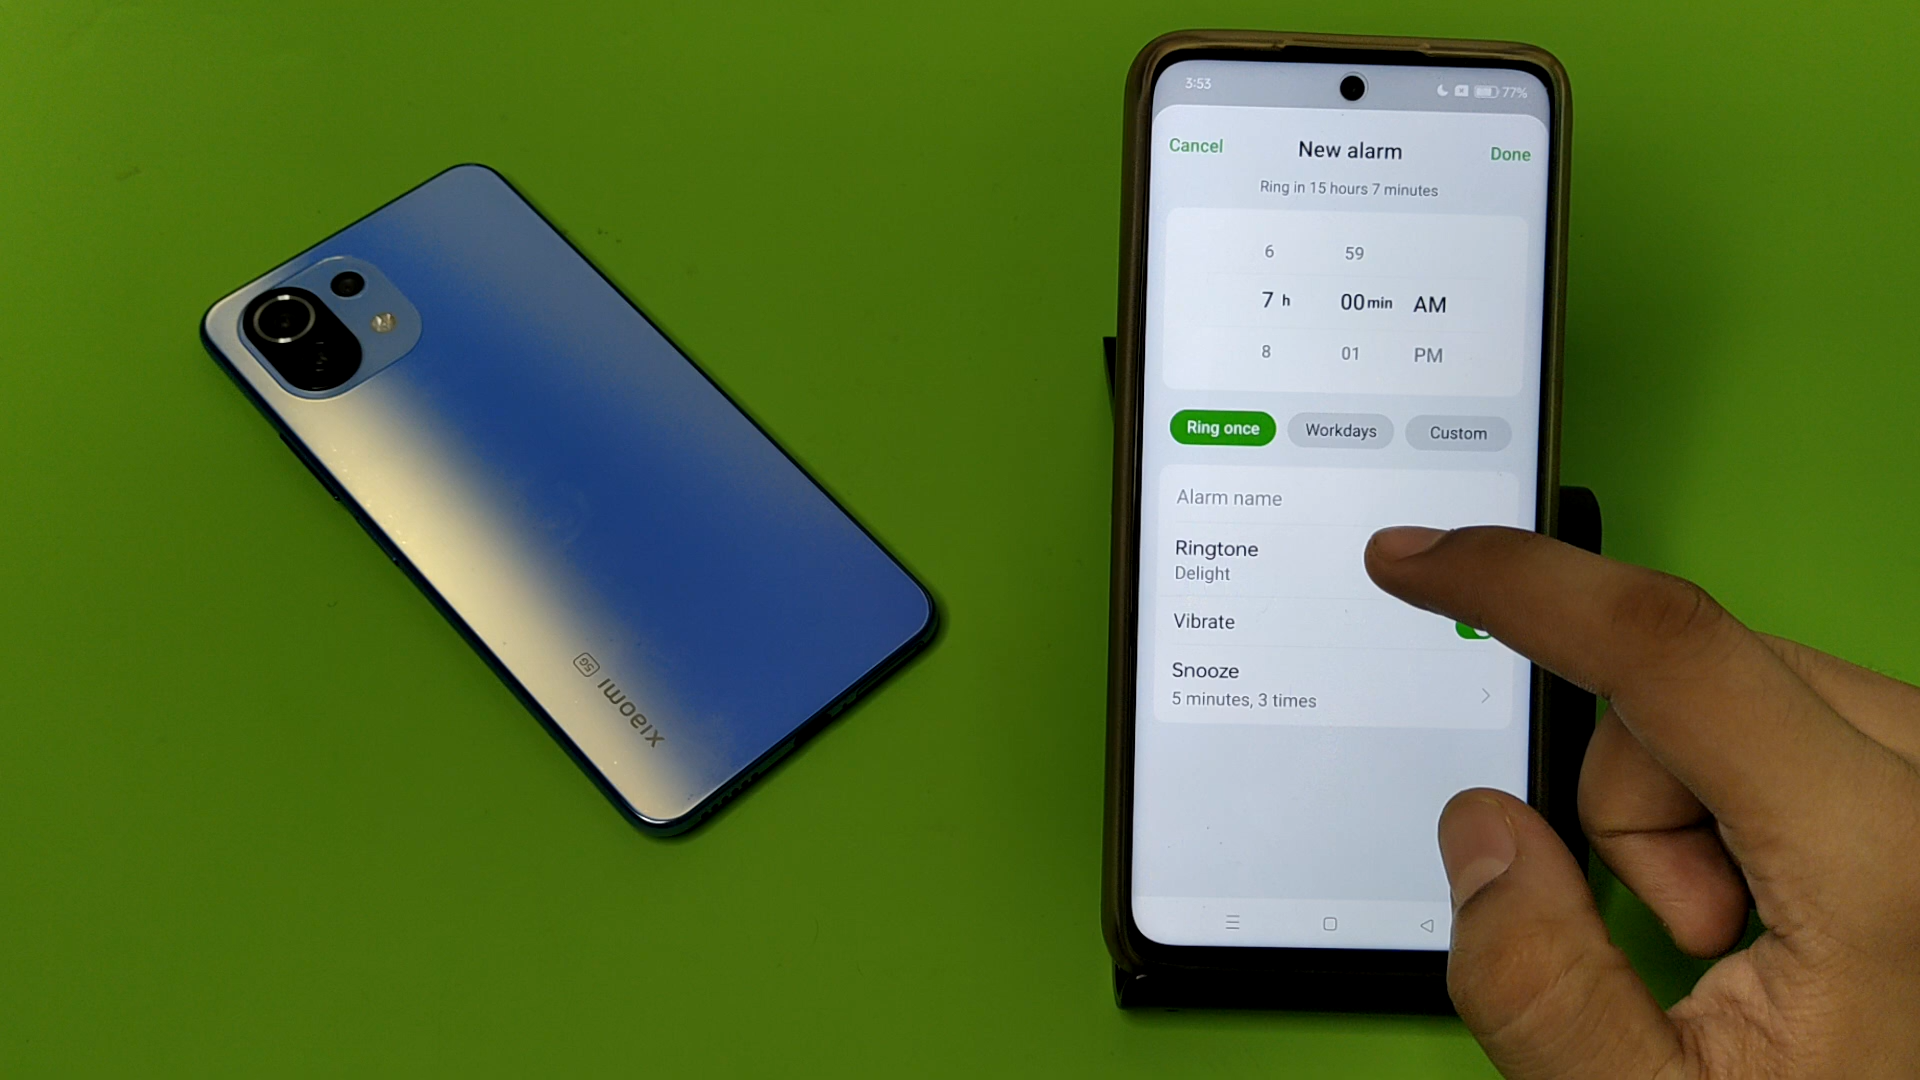 3:53
77%
Cancel
New alarm
Done
Ring in 15 hours 7 minutes
6 59
7 h 00 min AM
8 01 PM
Ring once
Workdays
Custom
Alarm name
Ringtone
Delight
Vibrate
Snooze
5 minutes, 3 times
xiaomi 5G